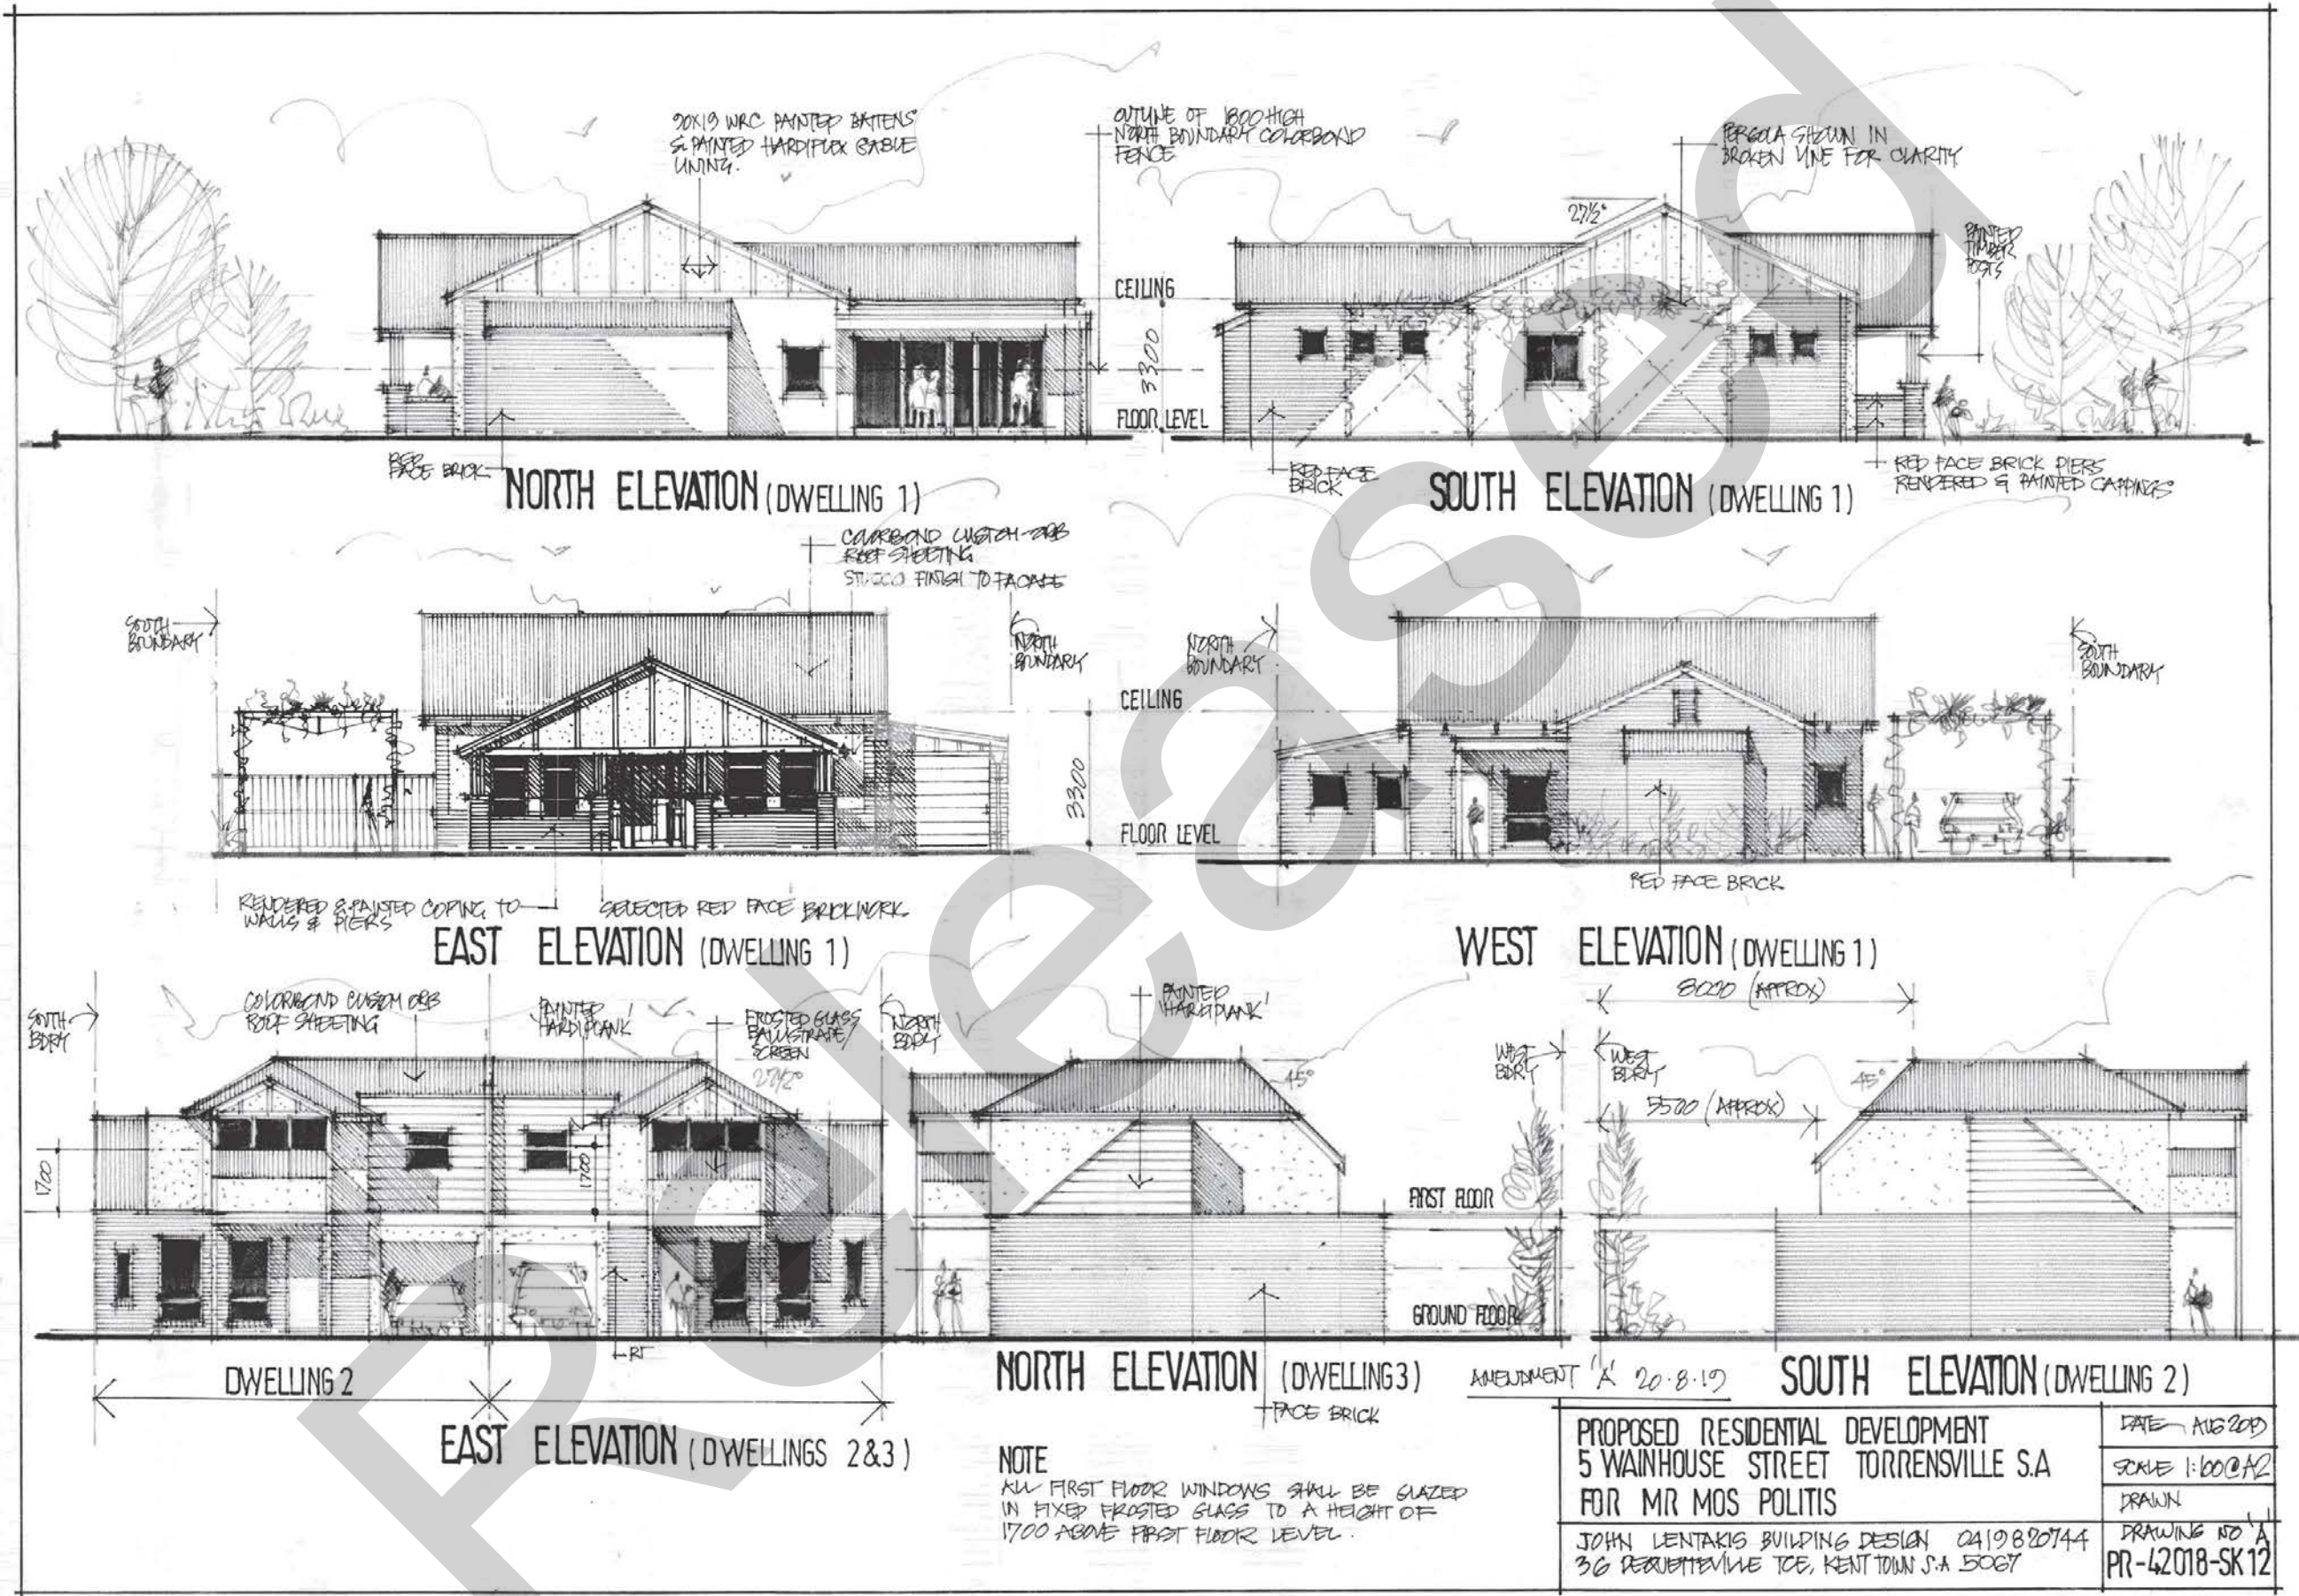 90X19 WRC PAINTED BATTENS
& PAINTED HARDIFLEX GABLE
LINING.
OUTLINE OF 1800 HIGH
NORTH BOUNDARY COLORBOND
FENCE
PERGOLA SHOWN IN
BROKEN LINE FOR CLARITY
27½°
PAINTED
TIMBER
POSTS
CEILING
3300
FLOOR LEVEL
RED
FACE BRICK
NORTH ELEVATION (DWELLING 1)
RED FACE
BRICK
SOUTH ELEVATION (DWELLING 1)
RED FACE BRICK PIERS
RENDERED & PAINTED CAPPINGS
COLORBOND CUSTOM-ORB
ROOF SHEETING
STUCCO FINISH TO FACADE
SOUTH
BOUNDARY
NORTH
BOUNDARY
NORTH
BOUNDARY
SOUTH
BOUNDARY
CEILING
3300
FLOOR LEVEL
RENDERED & PAINTED COPING TO
WALLS & PIERS
SELECTED RED FACE BRICKWORK
RED FACE BRICK
EAST ELEVATION (DWELLING 1)
WEST ELEVATION (DWELLING 1)
SOUTH
BDRY
COLORBOND CUSTOM ORB
ROOF SHEETING
PAINTED
'HARDIPLANK'
FROSTED GLASS
BALUSTRADE/
SCREEN
27½°
NORTH
BDRY
PAINTED
'HARDIPLANK'
45°
WEST
BDRY
WEST
BDRY
8000 (APPROX)
5500 (APPROX)
45°
1700
1700
FIRST FLOOR
GROUND FLOOR
DWELLING 2
EAST ELEVATION (DWELLINGS 2&3)
NORTH ELEVATION (DWELLING 3)
FACE BRICK
AMENDMENT 'A' 20.8.19
SOUTH ELEVATION (DWELLING 2)
NOTE
ALL FIRST FLOOR WINDOWS SHALL BE GLAZED
IN FIXED FROSTED GLASS TO A HEIGHT OF
1700 ABOVE FIRST FLOOR LEVEL.
PROPOSED RESIDENTIAL DEVELOPMENT
5 WAINHOUSE STREET TORRENSVILLE S.A
FOR MR MOS POLITIS
JOHN LENTAKIS BUILDING DESIGN 0419820744
36 DEQUETTEVILLE TCE, KENT TOWN S.A 5067
DATE AUG 2019
SCALE 1:100@A2
DRAWN
DRAWING NO 'A'
PR-42018-SK12
Released